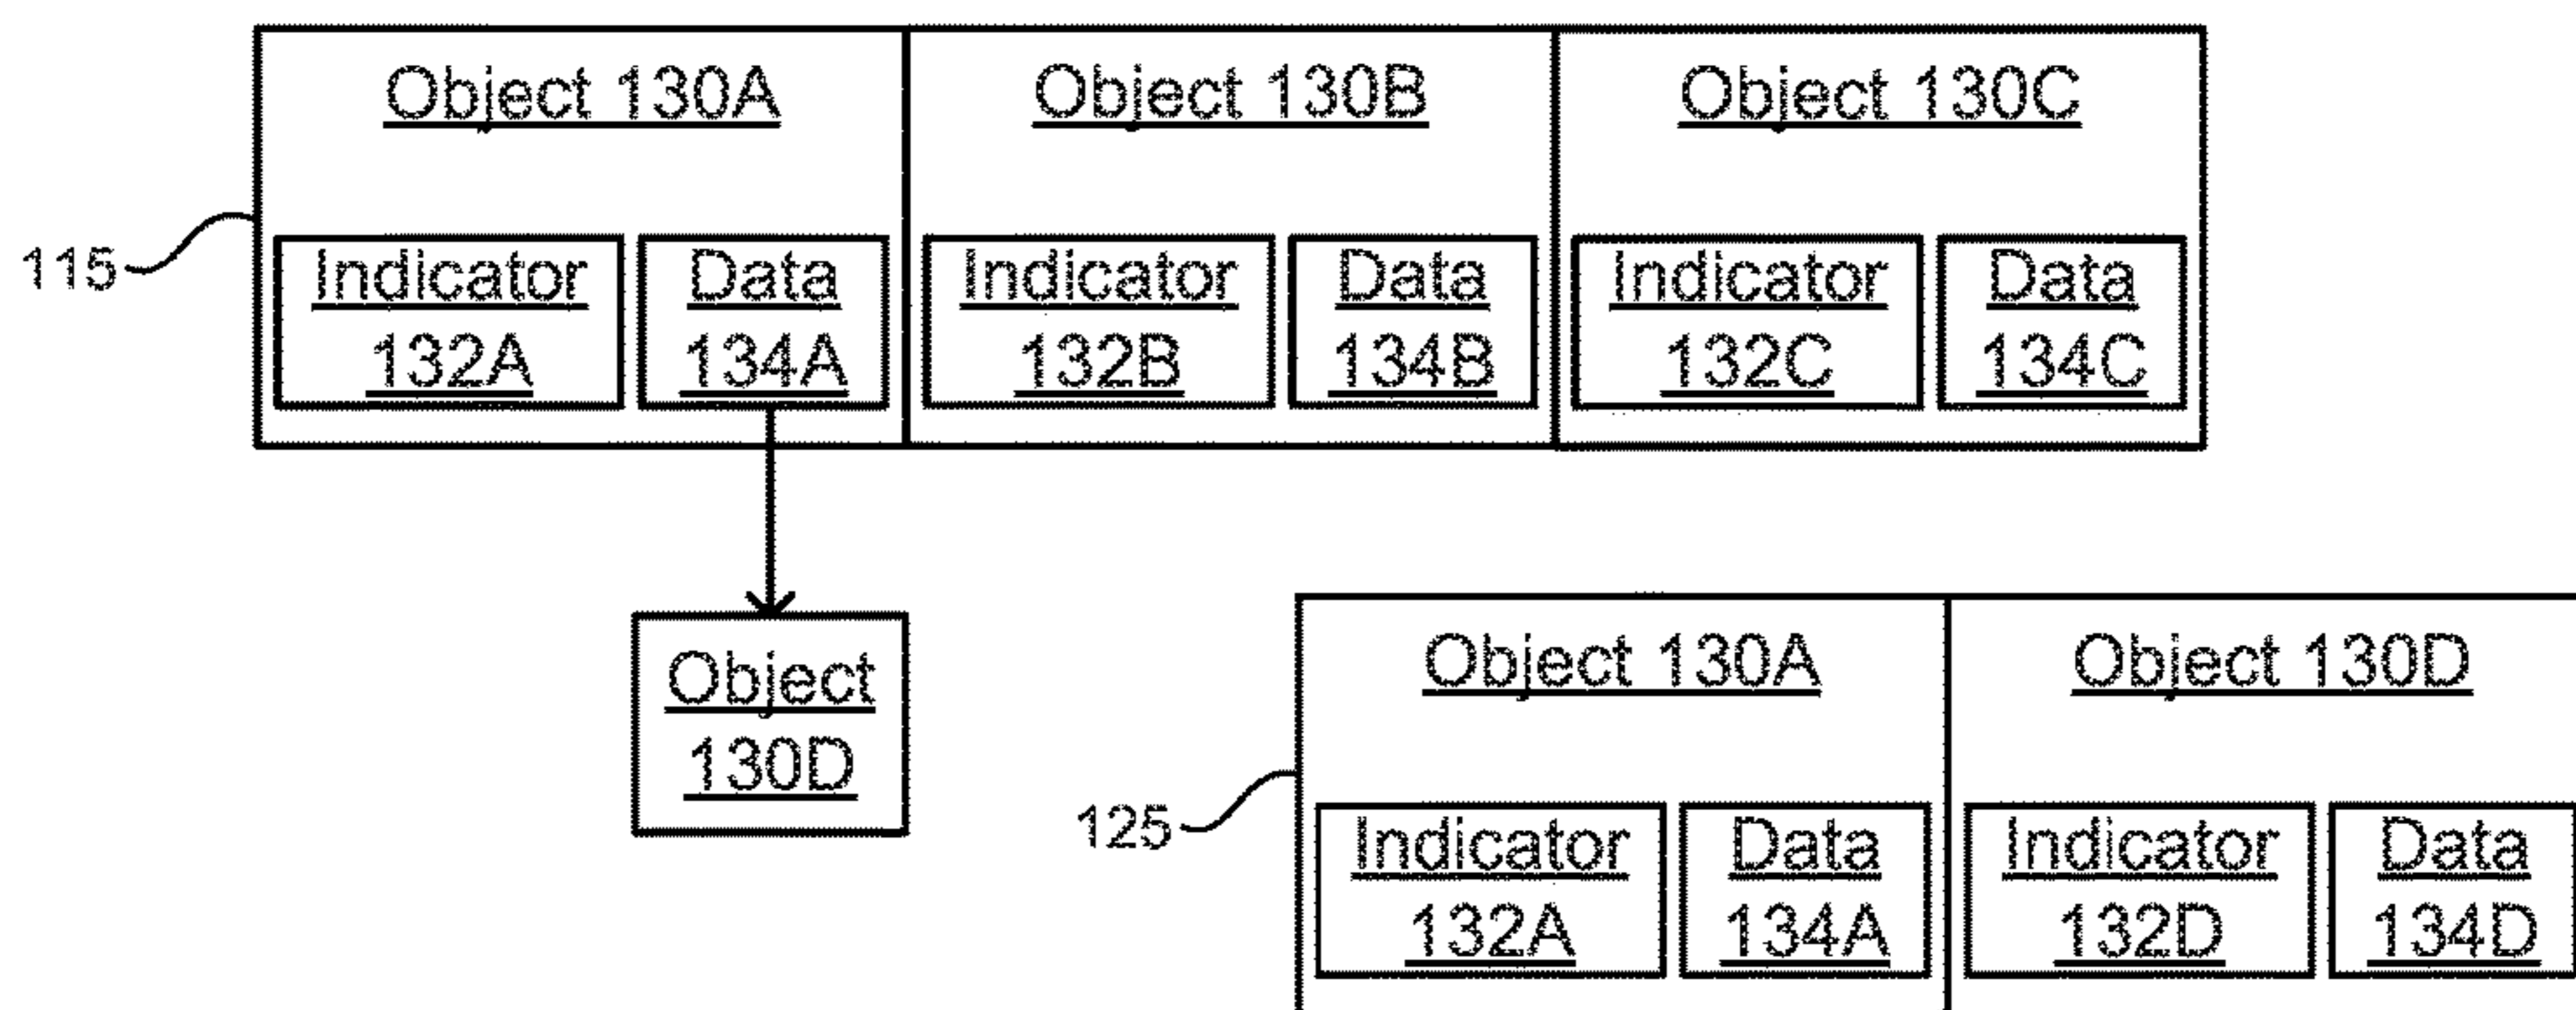 Object 130A
Object 130B
Object 130C
115
Indicator
132A
Data
134A
Indicator
132B
Data
134B
Indicator
132C
Data
134C
Object
130D
Object 130A
Object 130D
125
Indicator
132A
Data
134A
Indicator
132D
Data
134D